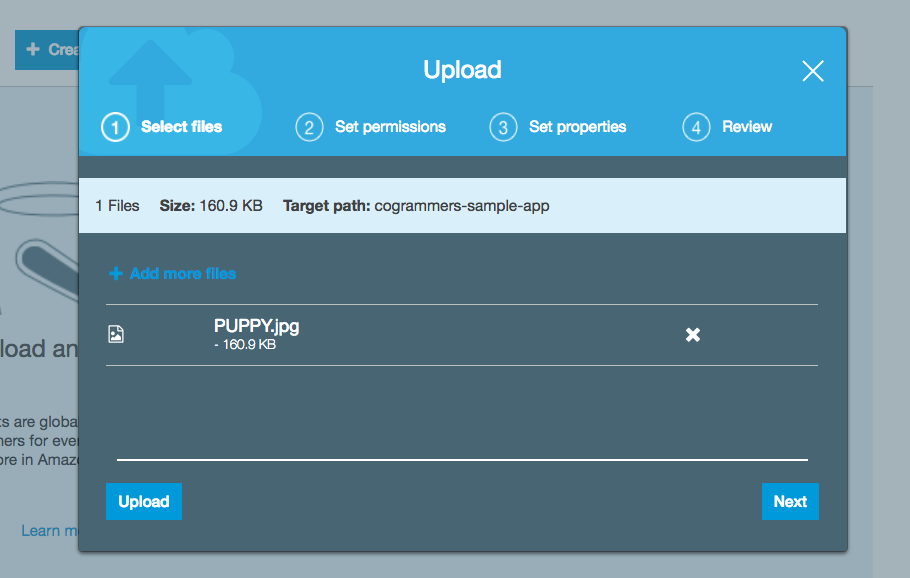 + Crea
Upload
1 Select files
2 Set permissions
3 Set properties
4 Review
1 Files Size: 160.9 KB Target path: cogrammers-sample-app
+ Add more files
PUPPY.jpg
- 160.9 KB
load an
ts are globa
ners for ever
ore in Amazo
Upload
Next
Learn m